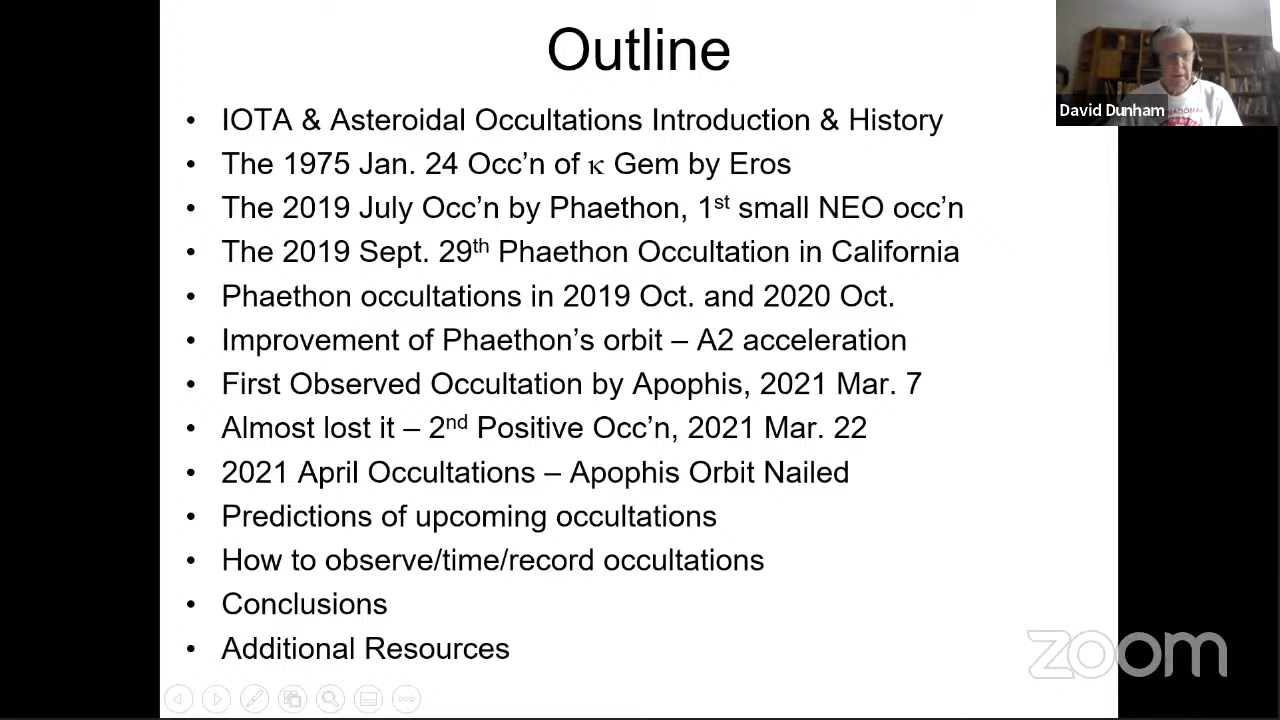 Outline
• IOTA & Asteroidal Occultations Introduction & History
• The 1975 Jan. 24 Occ’n of κ Gem by Eros
• The 2019 July Occ’n by Phaethon, 1st small NEO occ’n
• The 2019 Sept. 29th Phaethon Occultation in California
• Phaethon occultations in 2019 Oct. and 2020 Oct.
• Improvement of Phaethon’s orbit – A2 acceleration
• First Observed Occultation by Apophis, 2021 Mar. 7
• Almost lost it – 2nd Positive Occ’n, 2021 Mar. 22
• 2021 April Occultations – Apophis Orbit Nailed
• Predictions of upcoming occultations
• How to observe/time/record occultations
• Conclusions
• Additional Resources
David Dunham
zoom